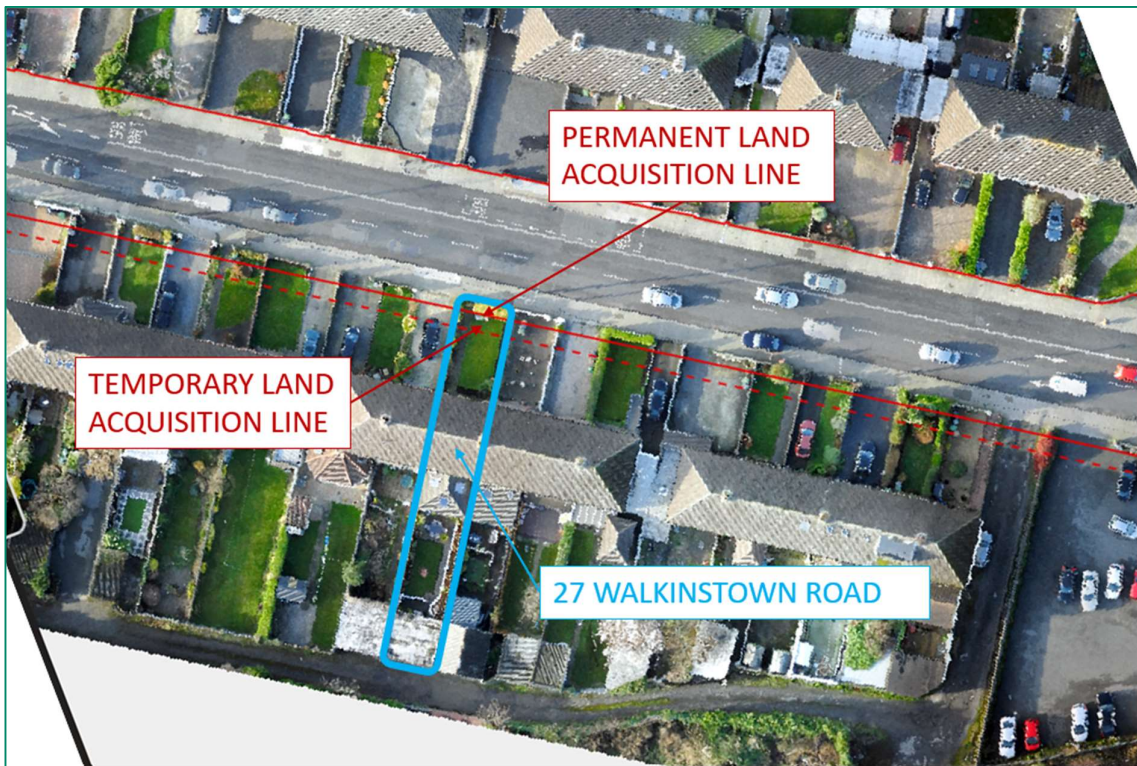 PERMANENT LAND
ACQUISITION LINE
TEMPORARY LAND
ACQUISITION LINE
27 WALKINSTOWN ROAD